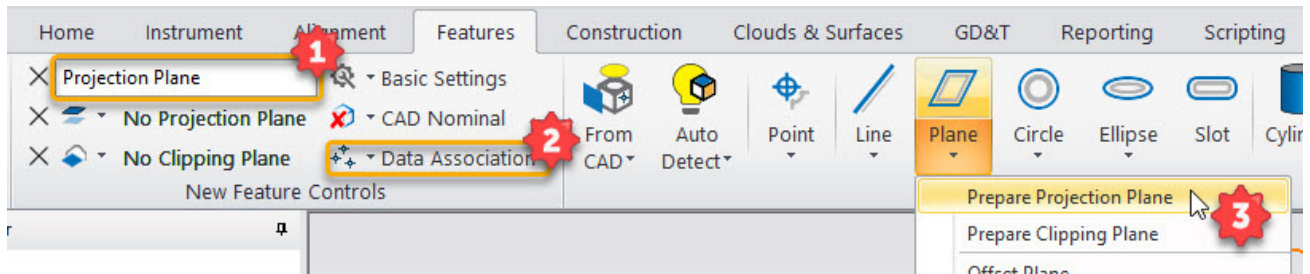 Home Instrument Alignment Features Construction Clouds & Surfaces GD&T Reporting Scripting
1
Projection Plane Basic Settings
No Projection Plane CAD Nominal
2
No Clipping Plane Data Association
New Feature Controls
From CAD
Auto Detect
Point
Line
Plane
Circle
Ellipse
Slot
Prepare Projection Plane
3
Prepare Clipping Plane
Offset Plane